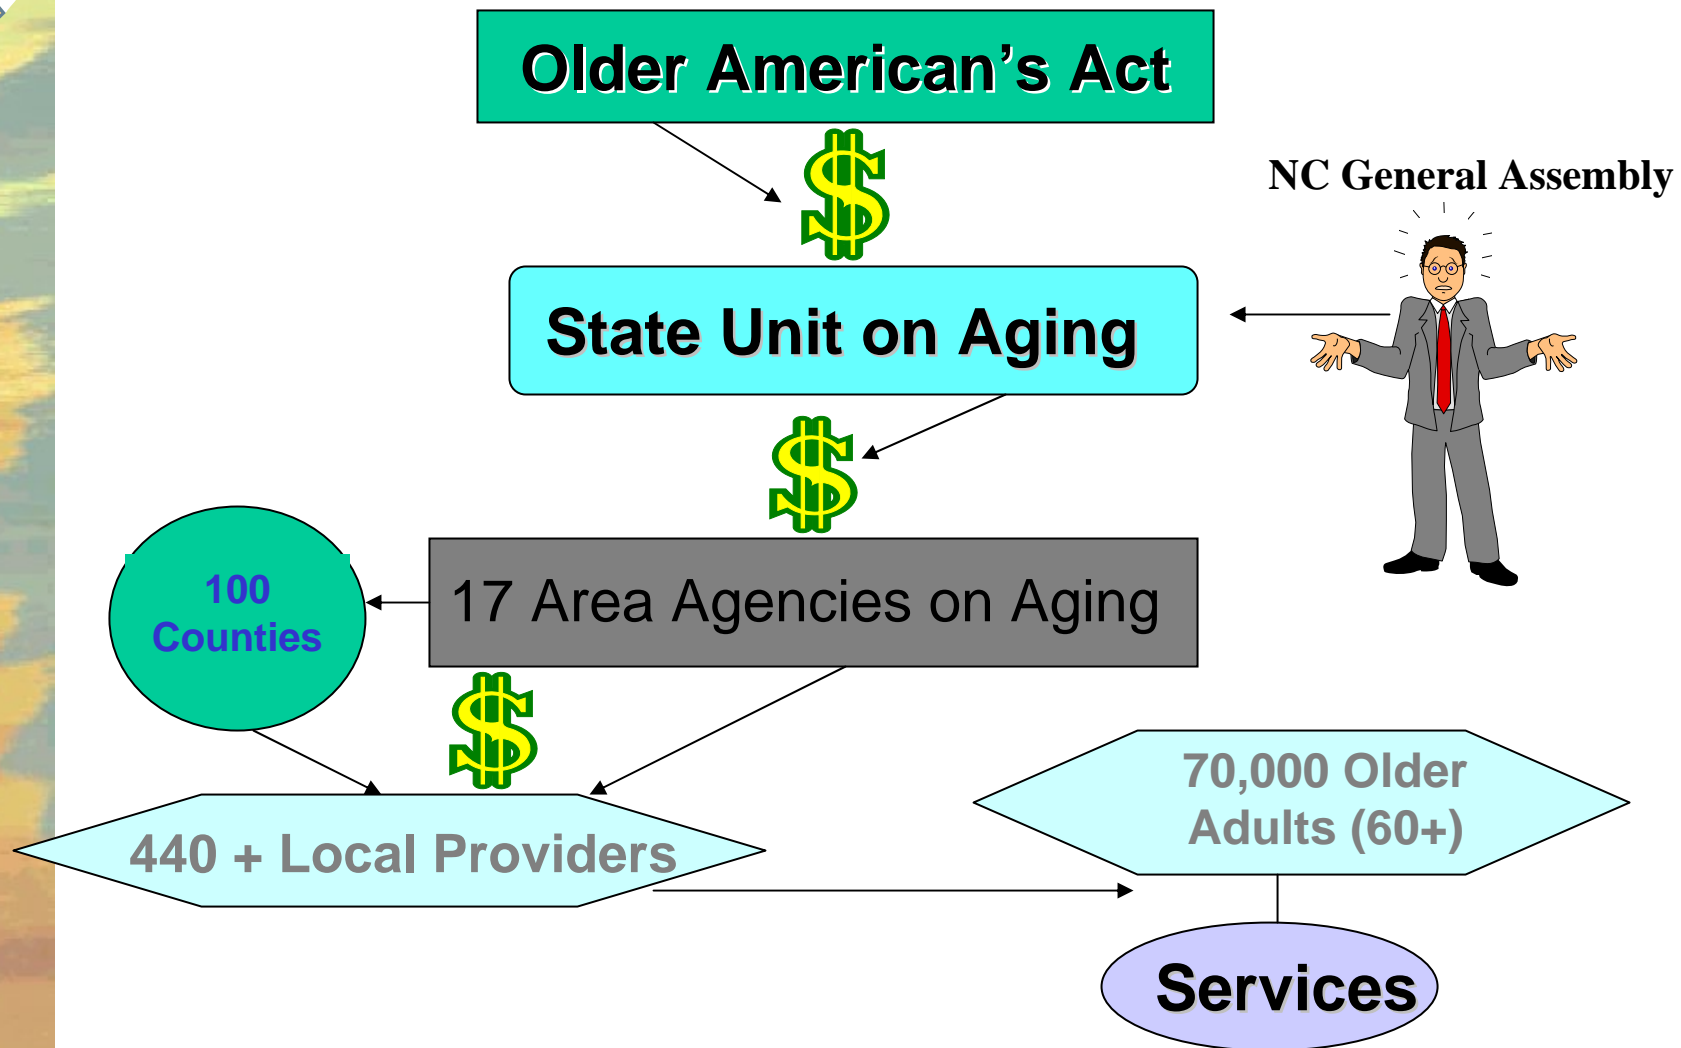 Older American’s Act
NC General Assembly
State Unit on Aging
17 Area Agencies on Aging
100
Counties
440 + Local Providers
70,000 Older
Adults (60+)
Services